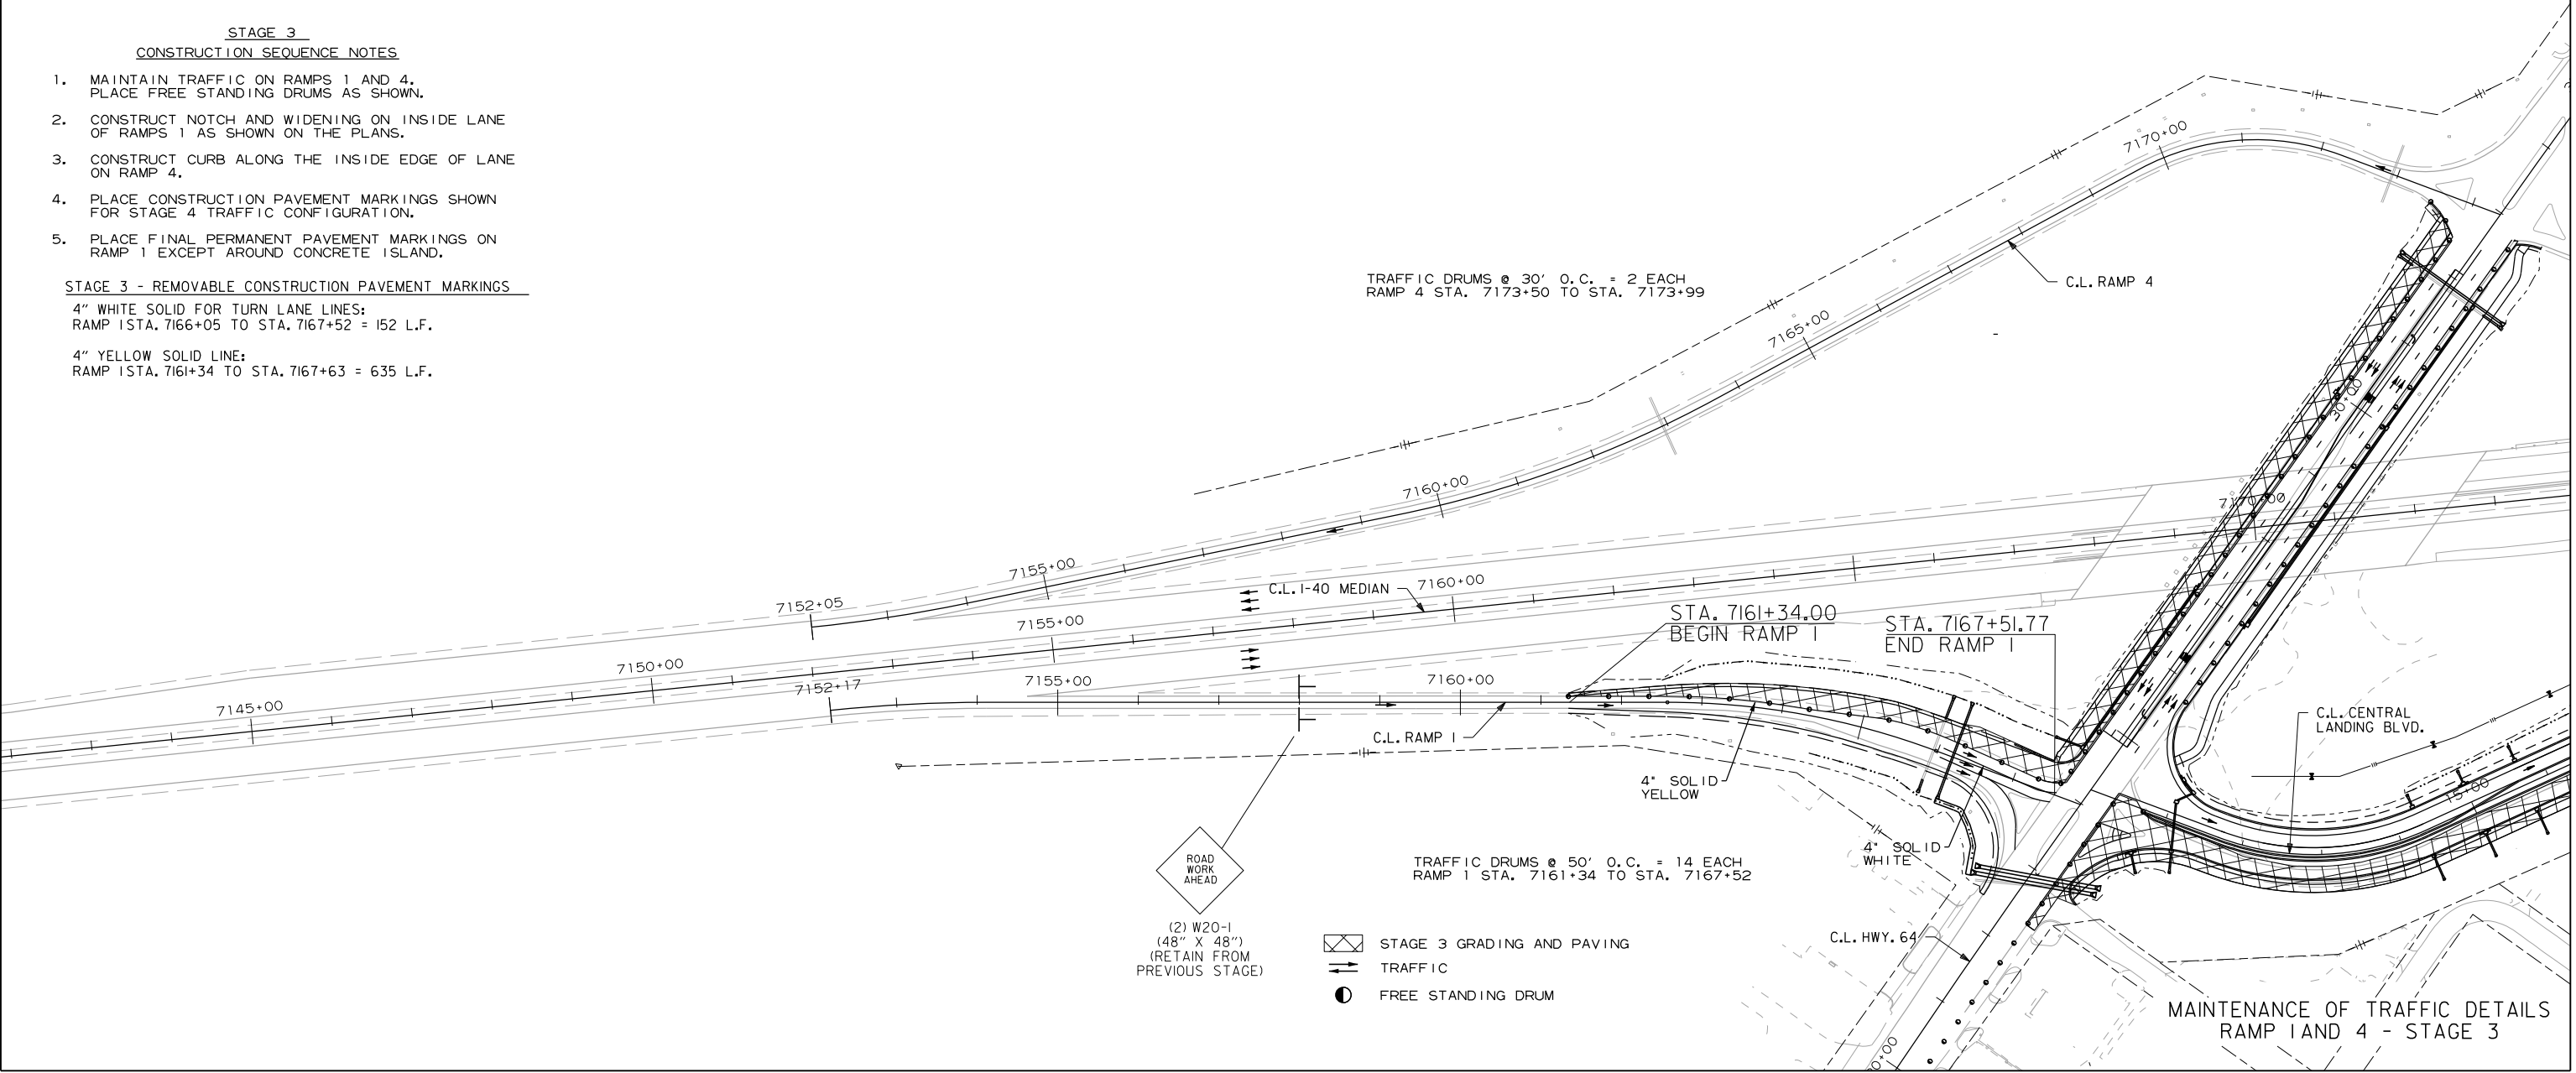 STAGE 3
CONSTRUCTION SEQUENCE NOTES
1. MAINTAIN TRAFFIC ON RAMPS 1 AND 4.
PLACE FREE STANDING DRUMS AS SHOWN.
2. CONSTRUCT NOTCH AND WIDENING ON INSIDE LANE
OF RAMPS 1 AS SHOWN ON THE PLANS.
3. CONSTRUCT CURB ALONG THE INSIDE EDGE OF LANE
ON RAMP 4.
4. PLACE CONSTRUCTION PAVEMENT MARKINGS SHOWN
FOR STAGE 4 TRAFFIC CONFIGURATION.
5. PLACE FINAL PERMANENT PAVEMENT MARKINGS ON
RAMP 1 EXCEPT AROUND CONCRETE ISLAND.
STAGE 3 - REMOVABLE CONSTRUCTION PAVEMENT MARKINGS
4" WHITE SOLID FOR TURN LANE LINES:
RAMP 1 STA. 7166+05 TO STA. 7167+52 = 152 L.F.
4" YELLOW SOLID LINE:
RAMP 1 STA. 7161+34 TO STA. 7167+63 = 635 L.F.
TRAFFIC DRUMS @ 30' O.C. = 2 EACH
RAMP 4 STA. 7173+50 TO STA. 7173+99
7170+00
C.L. RAMP 4
7165+00
30+00
7160+00
7170+00
7155+00
7152+05
C.L. I-40 MEDIAN
7160+00
7155+00
7150+00
7145+00
7152+17
7155+00
7160+00
STA. 7161+34.00
BEGIN RAMP 1
STA. 7167+51.77
END RAMP 1
C.L. RAMP 1
C.L. CENTRAL
LANDING BLVD.
15+00
4" SOLID
YELLOW
4" SOLID
WHITE
ROAD
WORK
AHEAD
(2) W20-1
(48" X 48")
(RETAIN FROM
PREVIOUS STAGE)
TRAFFIC DRUMS @ 50' O.C. = 14 EACH
RAMP 1 STA. 7161+34 TO STA. 7167+52
STAGE 3 GRADING AND PAVING
TRAFFIC
FREE STANDING DRUM
C.L. HWY. 64
MAINTENANCE OF TRAFFIC DETAILS
RAMP 1 AND 4 - STAGE 3